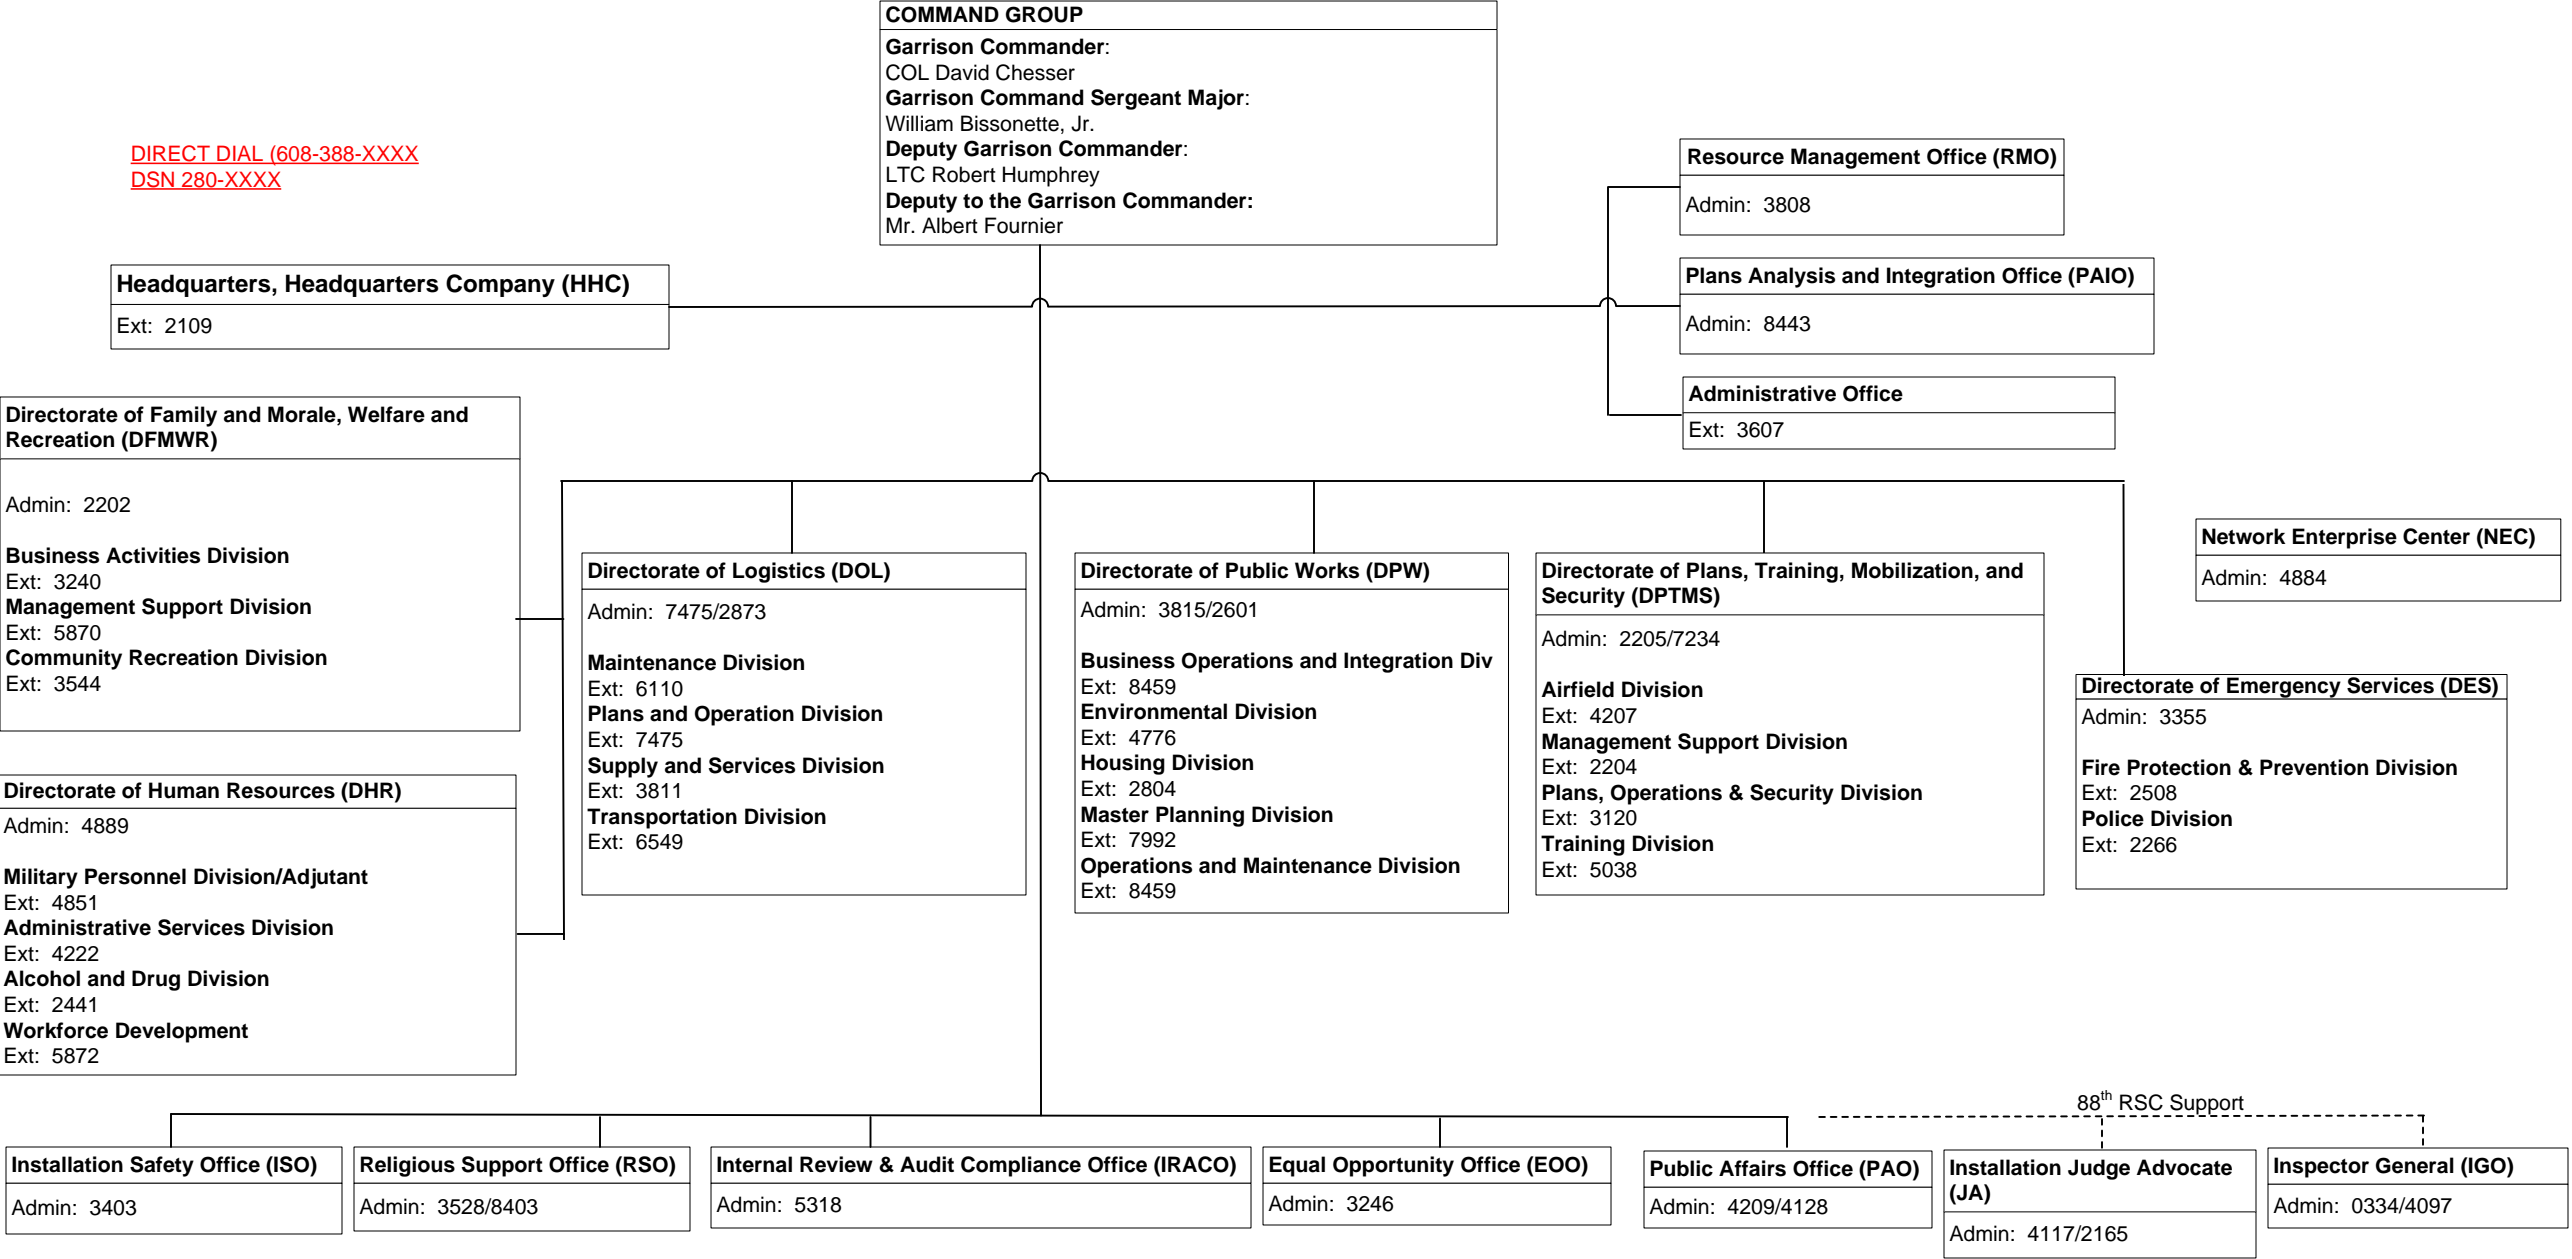 COMMAND GROUP
Garrison Commander:
COL David Chesser
Garrison Command Sergeant Major:
William Bissonette, Jr.
Deputy Garrison Commander:
LTC Robert Humphrey
Deputy to the Garrison Commander:
Mr. Albert Fournier
DIRECT DIAL (608-388-XXXX
DSN 280-XXXX
Resource Management Office (RMO)
Admin: 3808
Headquarters, Headquarters Company (HHC)
Ext: 2109
Plans Analysis and Integration Office (PAIO)
Admin: 8443
Administrative Office
Ext: 3607
Directorate of Family and Morale, Welfare and
Recreation (DFMWR)
Admin: 2202
Business Activities Division
Ext: 3240
Management Support Division
Ext: 5870
Community Recreation Division
Ext: 3544
Directorate of Human Resources (DHR)
Admin: 4889
Military Personnel Division/Adjutant
Ext: 4851
Administrative Services Division
Ext: 4222
Alcohol and Drug Division
Ext: 2441
Workforce Development
Ext: 5872
Directorate of Logistics (DOL)
Admin: 7475/2873
Maintenance Division
Ext: 6110
Plans and Operation Division
Ext: 7475
Supply and Services Division
Ext: 3811
Transportation Division
Ext: 6549
Directorate of Public Works (DPW)
Admin: 3815/2601
Business Operations and Integration Div
Ext: 8459
Environmental Division
Ext: 4776
Housing Division
Ext: 2804
Master Planning Division
Ext: 7992
Operations and Maintenance Division
Ext: 8459
Directorate of Plans, Training, Mobilization, and
Security (DPTMS)
Admin: 2205/7234
Airfield Division
Ext: 4207
Management Support Division
Ext: 2204
Plans, Operations & Security Division
Ext: 3120
Training Division
Ext: 5038
Network Enterprise Center (NEC)
Admin: 4884
Directorate of Emergency Services (DES)
Admin: 3355
Fire Protection & Prevention Division
Ext: 2508
Police Division
Ext: 2266
88th RSC Support
Installation Safety Office (ISO)
Admin: 3403
Religious Support Office (RSO)
Admin: 3528/8403
Internal Review & Audit Compliance Office (IRACO)
Admin: 5318
Equal Opportunity Office (EOO)
Admin: 3246
Public Affairs Office (PAO)
Admin: 4209/4128
Installation Judge Advocate
(JA)
Admin: 4117/2165
Inspector General (IGO)
Admin: 0334/4097